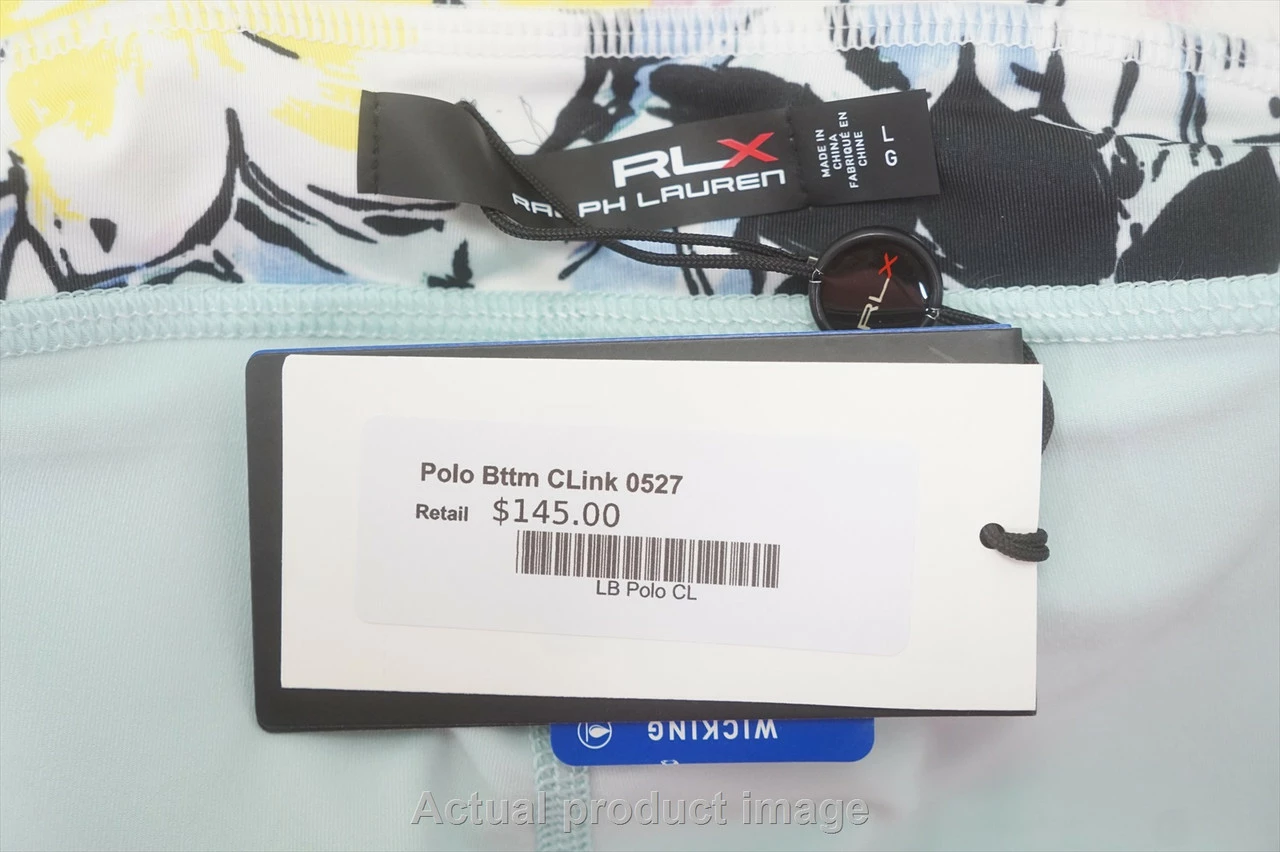 RLX
RALPH LAUREN
MADE IN
CHINA
FABRIQUÉ EN
CHINE
L
G
RLX
Polo Bttm CLink 0527
Retail $145.00
LB Polo CL
WICKING
Actual product image